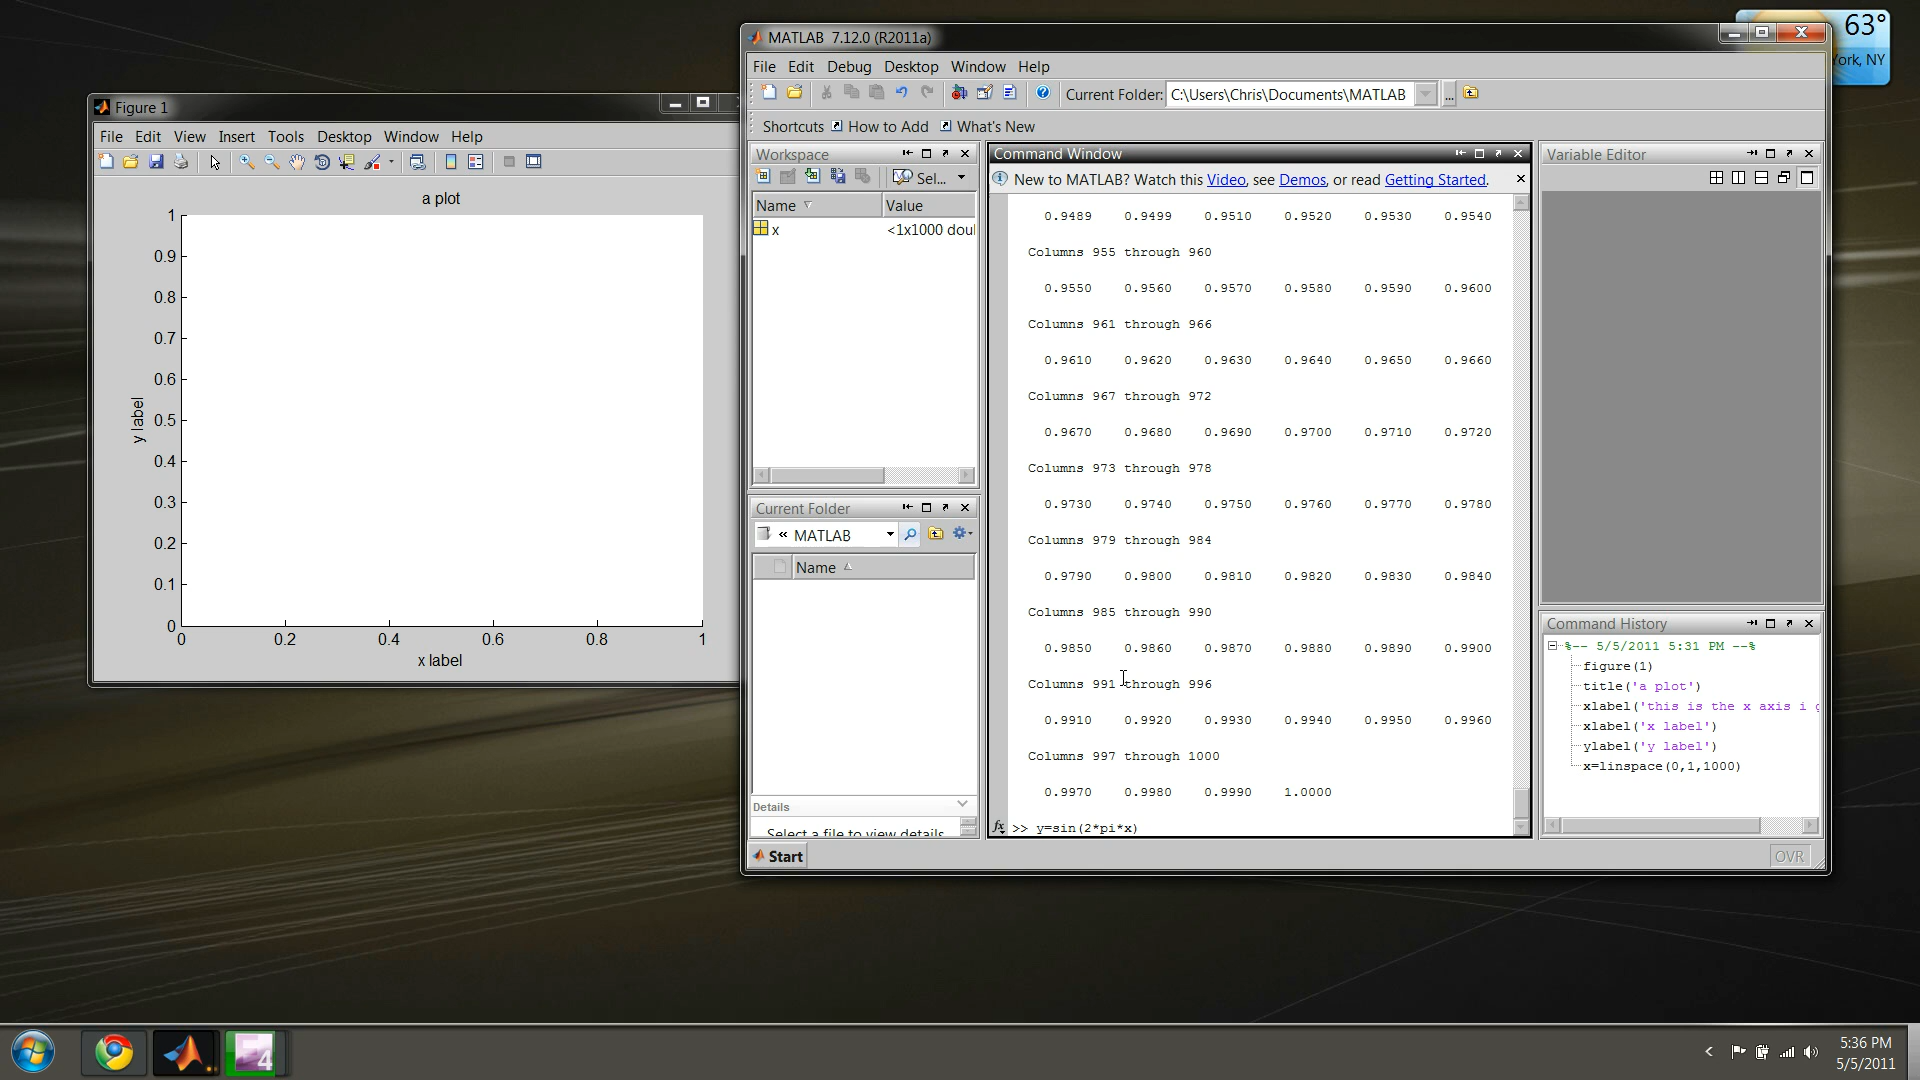 63°
York, NY
MATLAB 7.12.0 (R2011a)
File Edit Debug Desktop Window Help
Current Folder: C:\Users\Chris\Documents\MATLAB ...
Shortcuts How to Add What's New
Figure 1
File Edit View Insert Tools Desktop Window Help
a plot
1
0.9
0.8
0.7
0.6
0.5
0.4
0.3
0.2
0.1
0
y label
0 0.2 0.4 0.6 0.8 1
x label
Workspace
Sel...
Name Value
x <1x1000 doul
Current Folder
« MATLAB
Name
Details
Select a file to view details
Command Window
New to MATLAB? Watch this Video, see Demos, or read Getting Started.
0.9489 0.9499 0.9510 0.9520 0.9530 0.9540
Columns 955 through 960
0.9550 0.9560 0.9570 0.9580 0.9590 0.9600
Columns 961 through 966
0.9610 0.9620 0.9630 0.9640 0.9650 0.9660
Columns 967 through 972
0.9670 0.9680 0.9690 0.9700 0.9710 0.9720
Columns 973 through 978
0.9730 0.9740 0.9750 0.9760 0.9770 0.9780
Columns 979 through 984
0.9790 0.9800 0.9810 0.9820 0.9830 0.9840
Columns 985 through 990
0.9850 0.9860 0.9870 0.9880 0.9890 0.9900
Columns 991 through 996
0.9910 0.9920 0.9930 0.9940 0.9950 0.9960
Columns 997 through 1000
0.9970 0.9980 0.9990 1.0000
fx >> y=sin(2*pi*x)
Variable Editor
Command History
%-- 5/5/2011 5:31 PM --%
figure(1)
title('a plot')
xlabel('this is the x axis i g
xlabel('x label')
ylabel('y label')
x=linspace(0,1,1000)
Start
OVR
E4
5:36 PM
5/5/2011